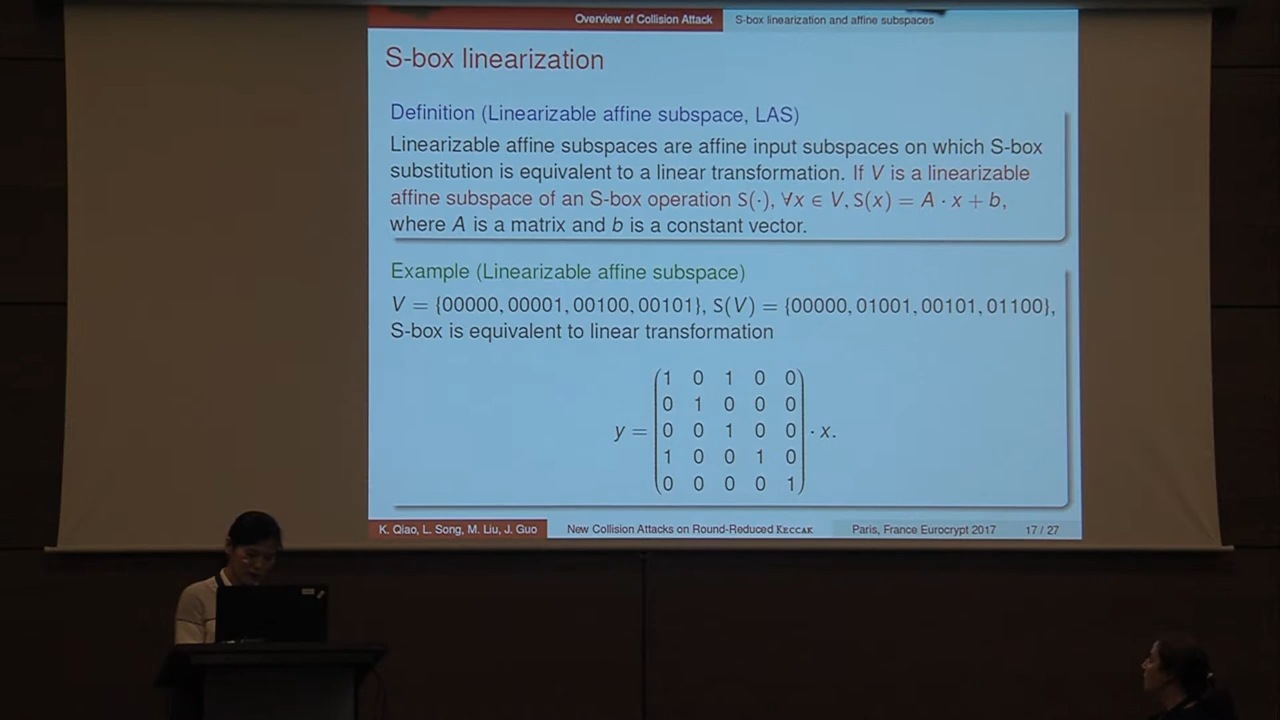 Overview of Collision Attack S-box linearization and affine subspaces
S-box linearization
Definition (Linearizable affine subspace, LAS)
Linearizable affine subspaces are affine input subspaces on which S-box
substitution is equivalent to a linear transformation. If V is a linearizable
affine subspace of an S-box operation S(·), ∀x ∈ V, S(x) = A · x + b,
where A is a matrix and b is a constant vector.
Example (Linearizable affine subspace)
V = {00000, 00001, 00100, 00101}, S(V) = {00000, 01001, 00101, 01100},
S-box is equivalent to linear transformation
1 0 1 0 0
0 1 0 0 0
y = 0 0 1 0 0 · x.
1 0 0 1 0
0 0 0 0 1
K. Qiao, L. Song, M. Liu, J. Guo New Collision Attacks on Round-Reduced KECCAK Paris, France Eurocrypt 2017 17 / 27